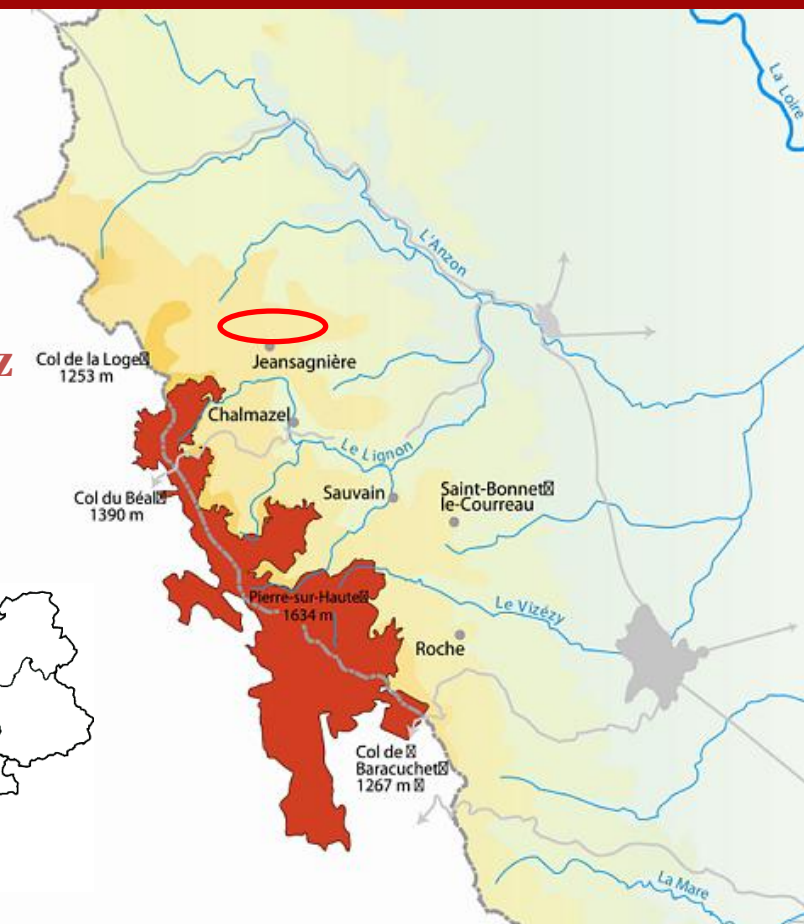 La Loire
L'Anzon
z
Col de la Loge
1253 m
Jeansagnière
Chalmazel
Le Lignon
Col du Béal
1390 m
Sauvain
Saint-Bonnet
le-Courreau
Pierre-sur-Haute
1634 m
Le Vizézy
Roche
Col de
Baracuchet
1267 m
La Mare